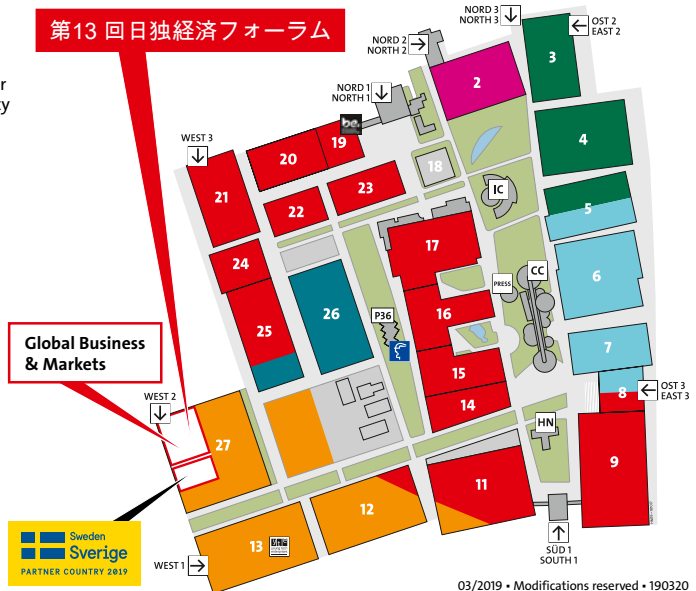 第13 回日独経済フォーラム
r
ty
NORD 3
NORTH 3
OST 2
EAST 2
NORD 2
NORTH 2
NORD 1
NORTH 1
WEST 3
be.
2
3
4
5
6
7
8
9
11
12
13
14
15
16
17
18
19
20
21
22
23
24
25
26
27
IC
CC
PRESS
P36
HN
Global Business
& Markets
WEST 2
OST 3
EAST 3
SÜD 1
SOUTH 1
WEST 1
Sweden
Sverige
PARTNER COUNTRY 2019
03/2019 • Modifications reserved • 190320